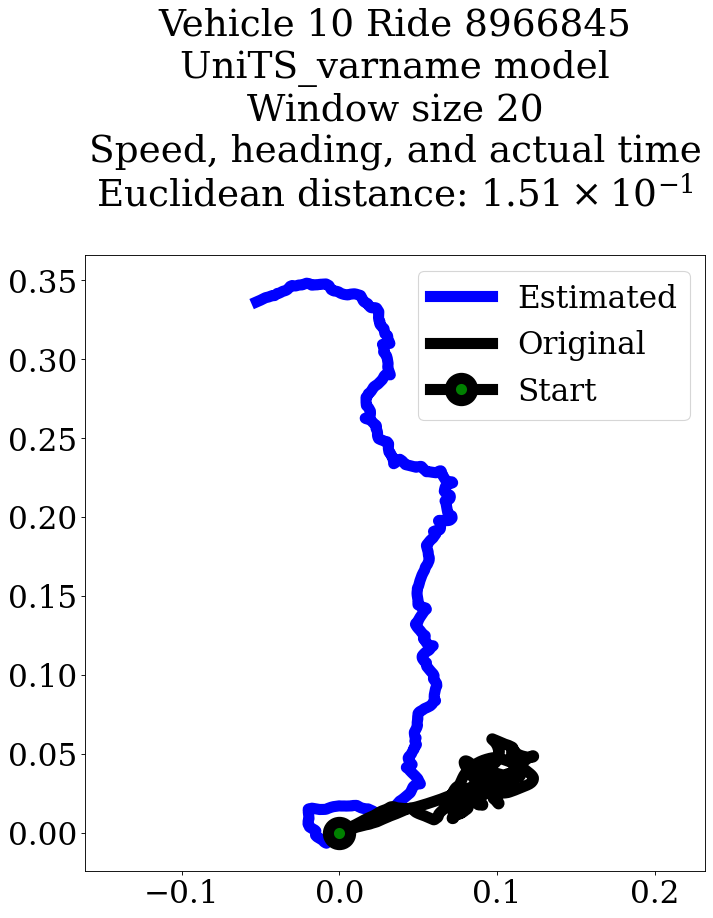 Vehicle 10 Ride 8966845
UniTS_varname model
Window size 20
Speed, heading, and actual time
Euclidean distance: 1.51 × 10⁻¹
0.35
0.30
0.25
0.20
0.15
0.10
0.05
0.00
Estimated
Original
Start
−0.1 0.0 0.1 0.2